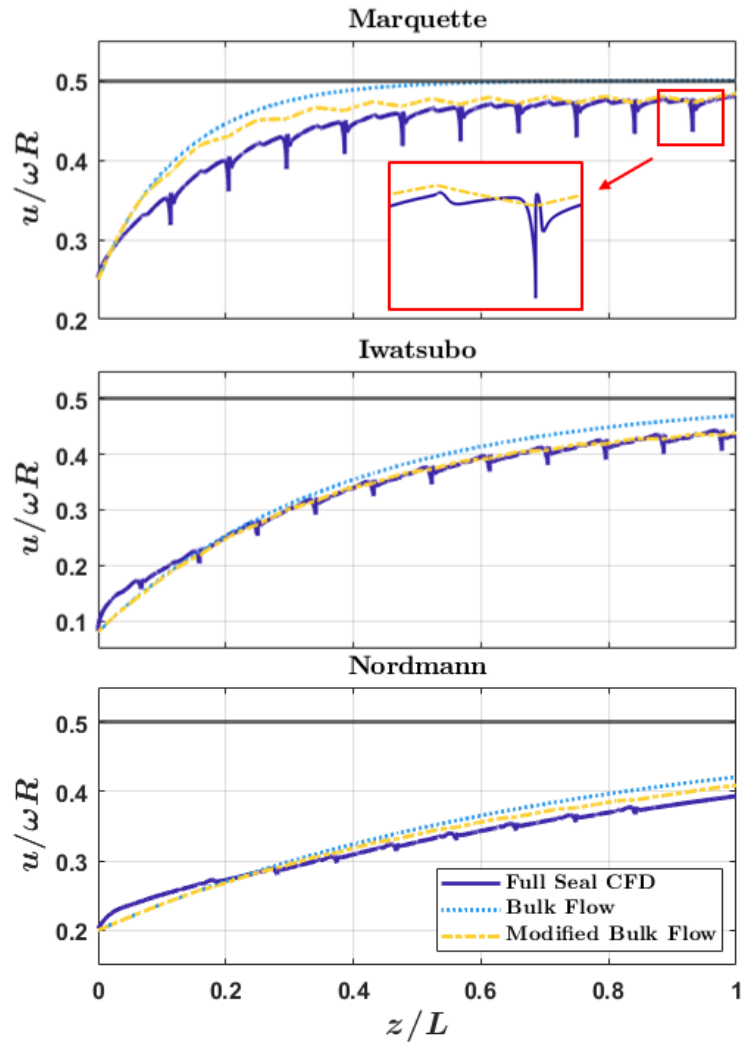 Marquette
0.5
0.4
0.3
0.2
u/ωR
Iwatsubo
0.5
0.4
0.3
0.2
0.1
u/ωR
Nordmann
0.5
0.4
0.3
0.2
u/ωR
Full Seal CFD
Bulk Flow
Modified Bulk Flow
0 0.2 0.4 0.6 0.8 1
z/L